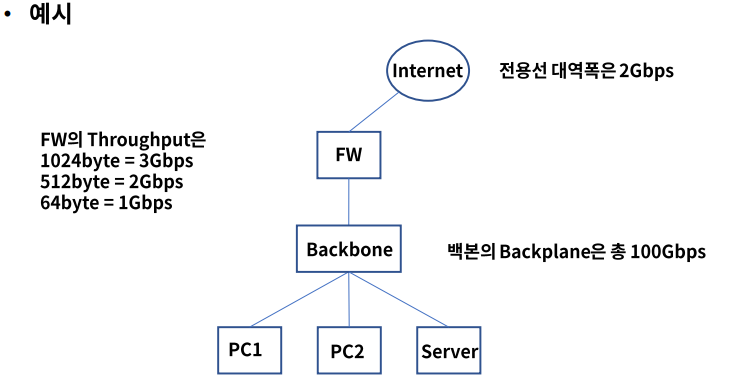 • 예시
Internet
전용선 대역폭은 2Gbps
FW의 Throughput은
1024byte = 3Gbps
512byte = 2Gbps
64byte = 1Gbps
FW
Backbone
백본의 Backplane은 총 100Gbps
PC1
PC2
Server